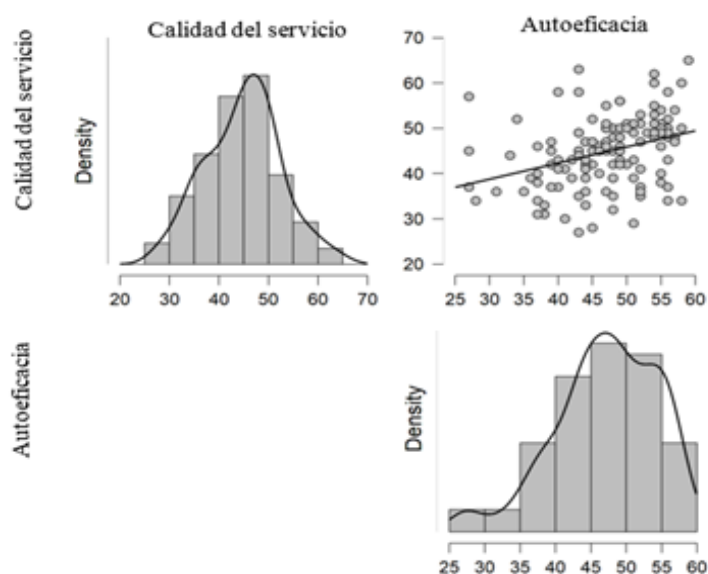 Calidad del servicio
Autoeficacia
Calidad del servicio
Density
70
60
50
40
30
20
20 30 40 50 60 70
25 30 35 40 45 50 55 60
Autoeficacia
Density
25 30 35 40 45 50 55 60